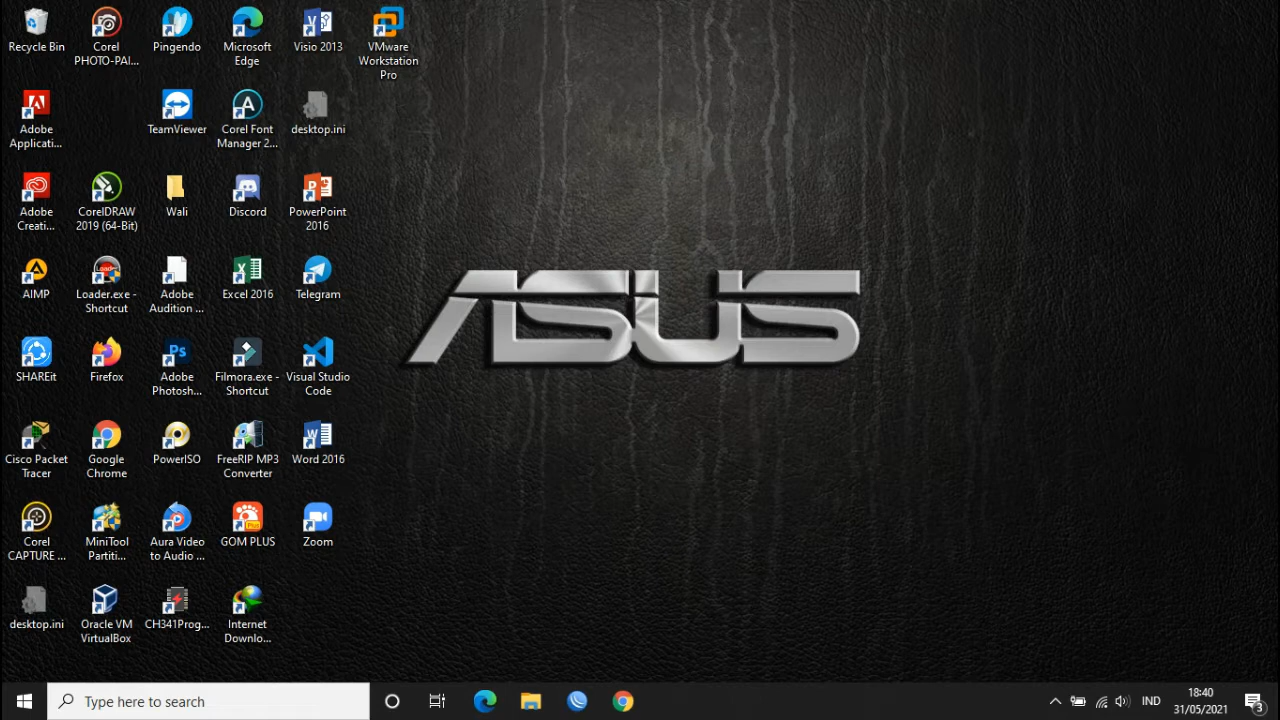 Recycle Bin
Corel
PHOTO-PAI...
Pingendo
Microsoft
Edge
Visio 2013
VMware
Workstation
Pro
Adobe
Applicati...
TeamViewer
Corel Font
Manager 2...
desktop.ini
Adobe
Creati...
CorelDRAW
2019 (64-Bit)
Wali
Discord
PowerPoint
2016
AIMP
Loader.exe -
Shortcut
Adobe
Audition ...
Excel 2016
Telegram
SHAREit
Firefox
Adobe
Photosh...
Filmora.exe -
Shortcut
Visual Studio
Code
Cisco Packet
Tracer
Google
Chrome
PowerISO
FreeRIP MP3
Converter
Word 2016
Corel
CAPTURE ...
MiniTool
Partiti...
Aura Video
to Audio ...
GOM PLUS
Zoom
desktop.ini
Oracle VM
VirtualBox
CH341Prog...
Internet
Downlo...
ASUS
Type here to search
IND
18:40
31/05/2021
3